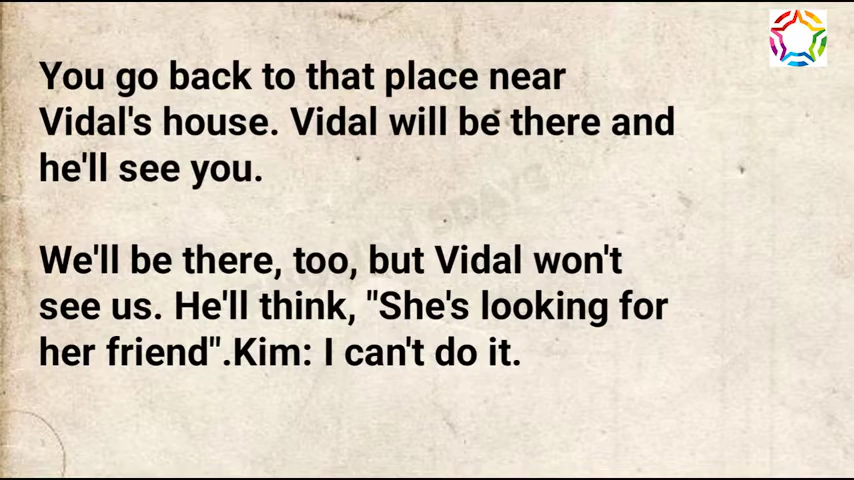 You go back to that place near
Vidal's house. Vidal will be there and
he'll see you.
We'll be there, too, but Vidal won't
see us. He'll think, "She's looking for
her friend".Kim: I can't do it.